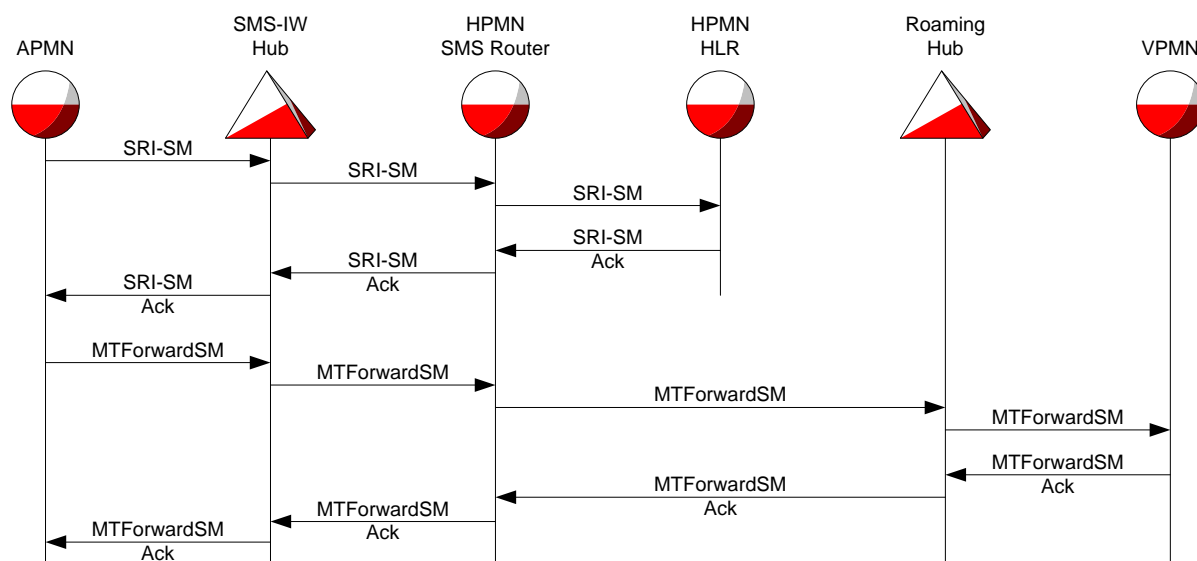 APMN
SMS-IW
Hub
HPMN
SMS Router
HPMN
HLR
Roaming
Hub
VPMN
SRI-SM
SRI-SM
SRI-SM
SRI-SM
Ack
SRI-SM
Ack
SRI-SM
Ack
MTForwardSM
MTForwardSM
MTForwardSM
MTForwardSM
MTForwardSM
Ack
MTForwardSM
Ack
MTForwardSM
Ack
MTForwardSM
Ack